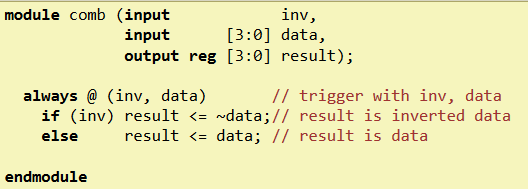 module comb (input inv,
input [3:0] data,
output reg [3:0] result);
always @ (inv, data) // trigger with inv, data
if (inv) result <= ~data;// result is inverted data
else result <= data; // result is data
endmodule